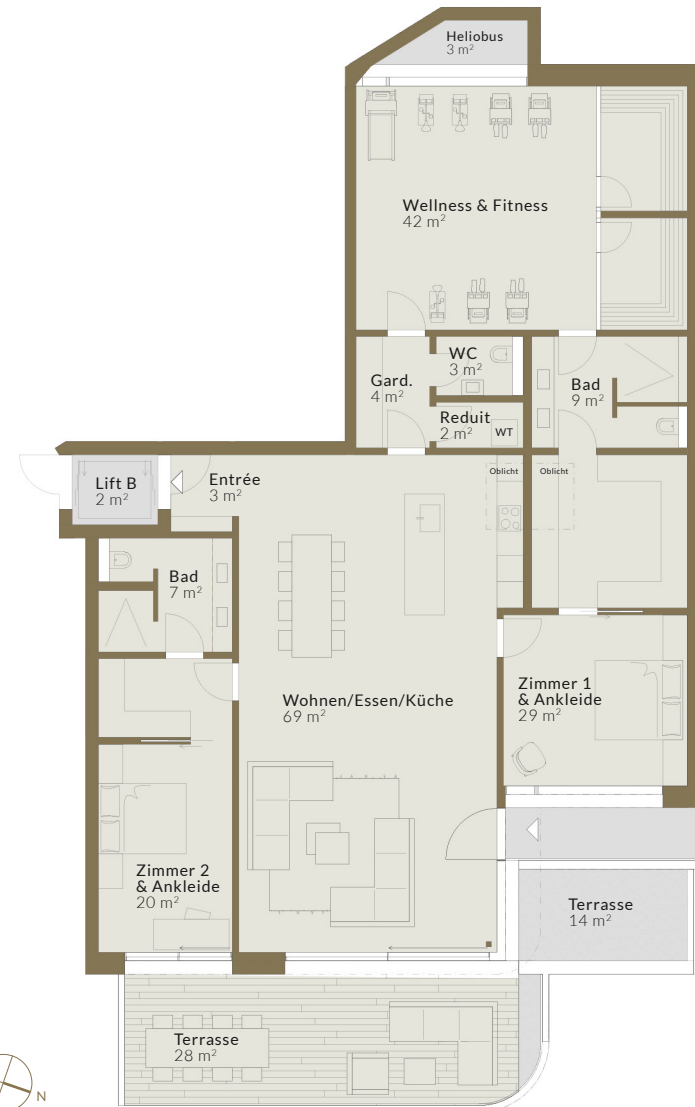 Heliobus
3 m²
Wellness & Fitness
42 m²
WC
3 m²
Gard.
4 m²
Bad
9 m²
Reduit
2 m²
WT
Lift B
2 m²
Entrée
3 m²
Oblicht
Oblicht
Bad
7 m²
Wohnen/Essen/Küche
69 m²
Zimmer 1
& Ankleide
29 m²
Zimmer 2
& Ankleide
20 m²
Terrasse
14 m²
Terrasse
28 m²
N